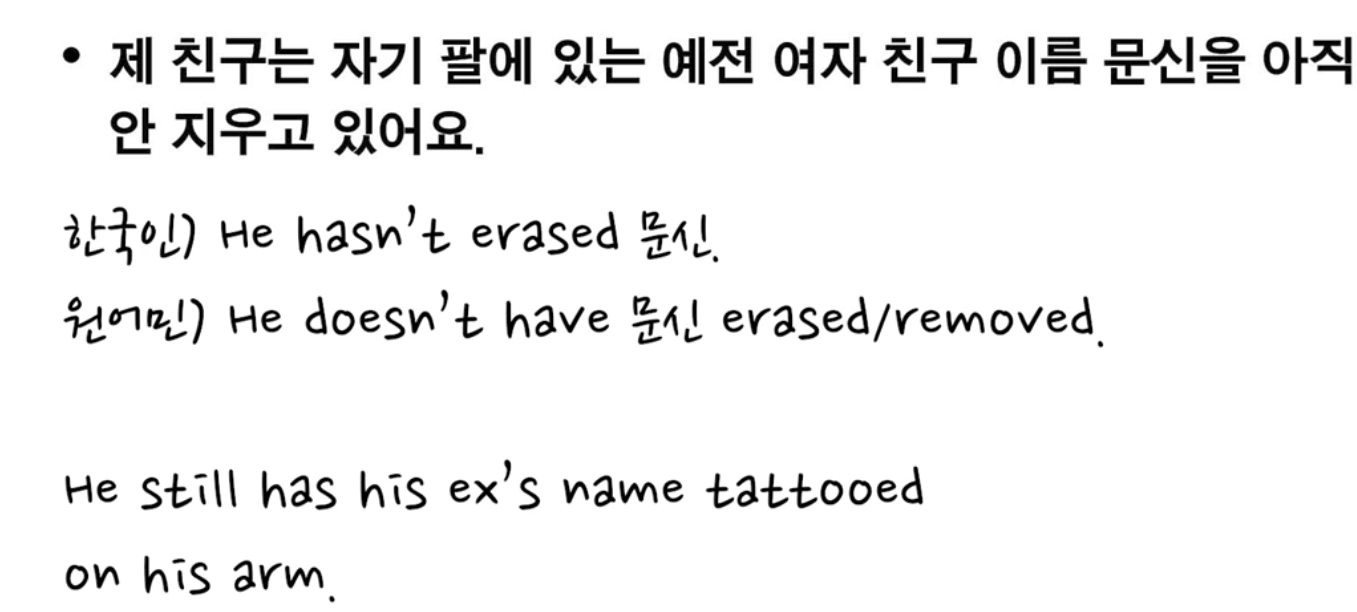 • 제 친구는 자기 팔에 있는 예전 여자 친구 이름 문신을 아직
안 지우고 있어요.
한국인) He hasn't erased 문신.
원어민) He doesn't have 문신 erased/removed.
He still has his ex's name tattooed
on his arm.